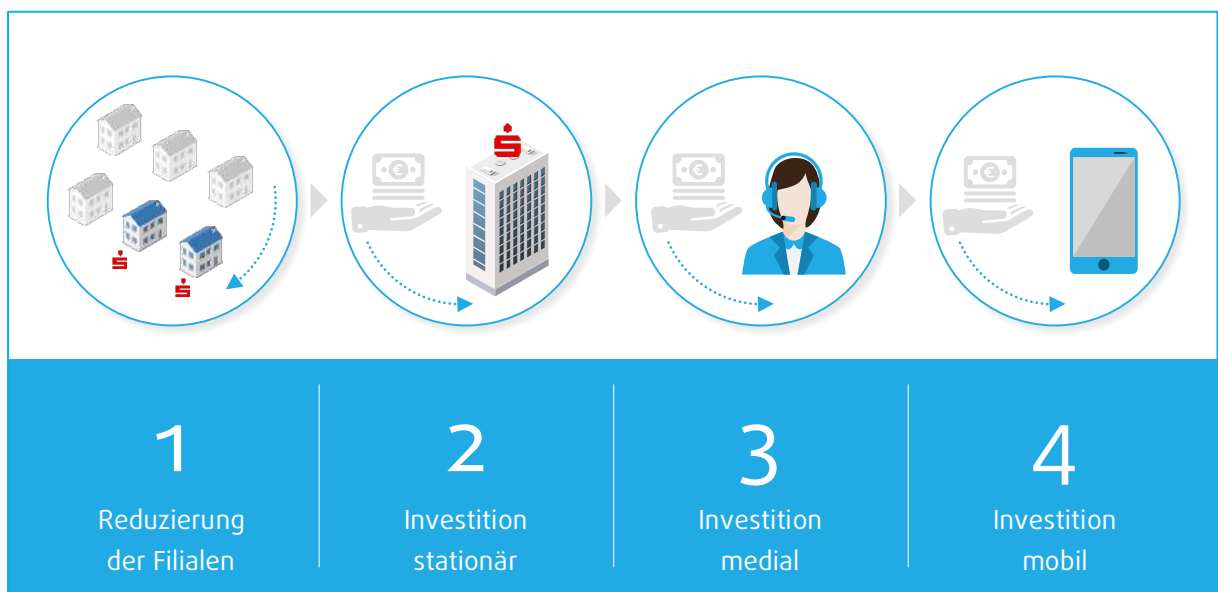 1
Reduzierung
der Filialen
2
Investition
stationär
3
Investition
medial
4
Investition
mobil